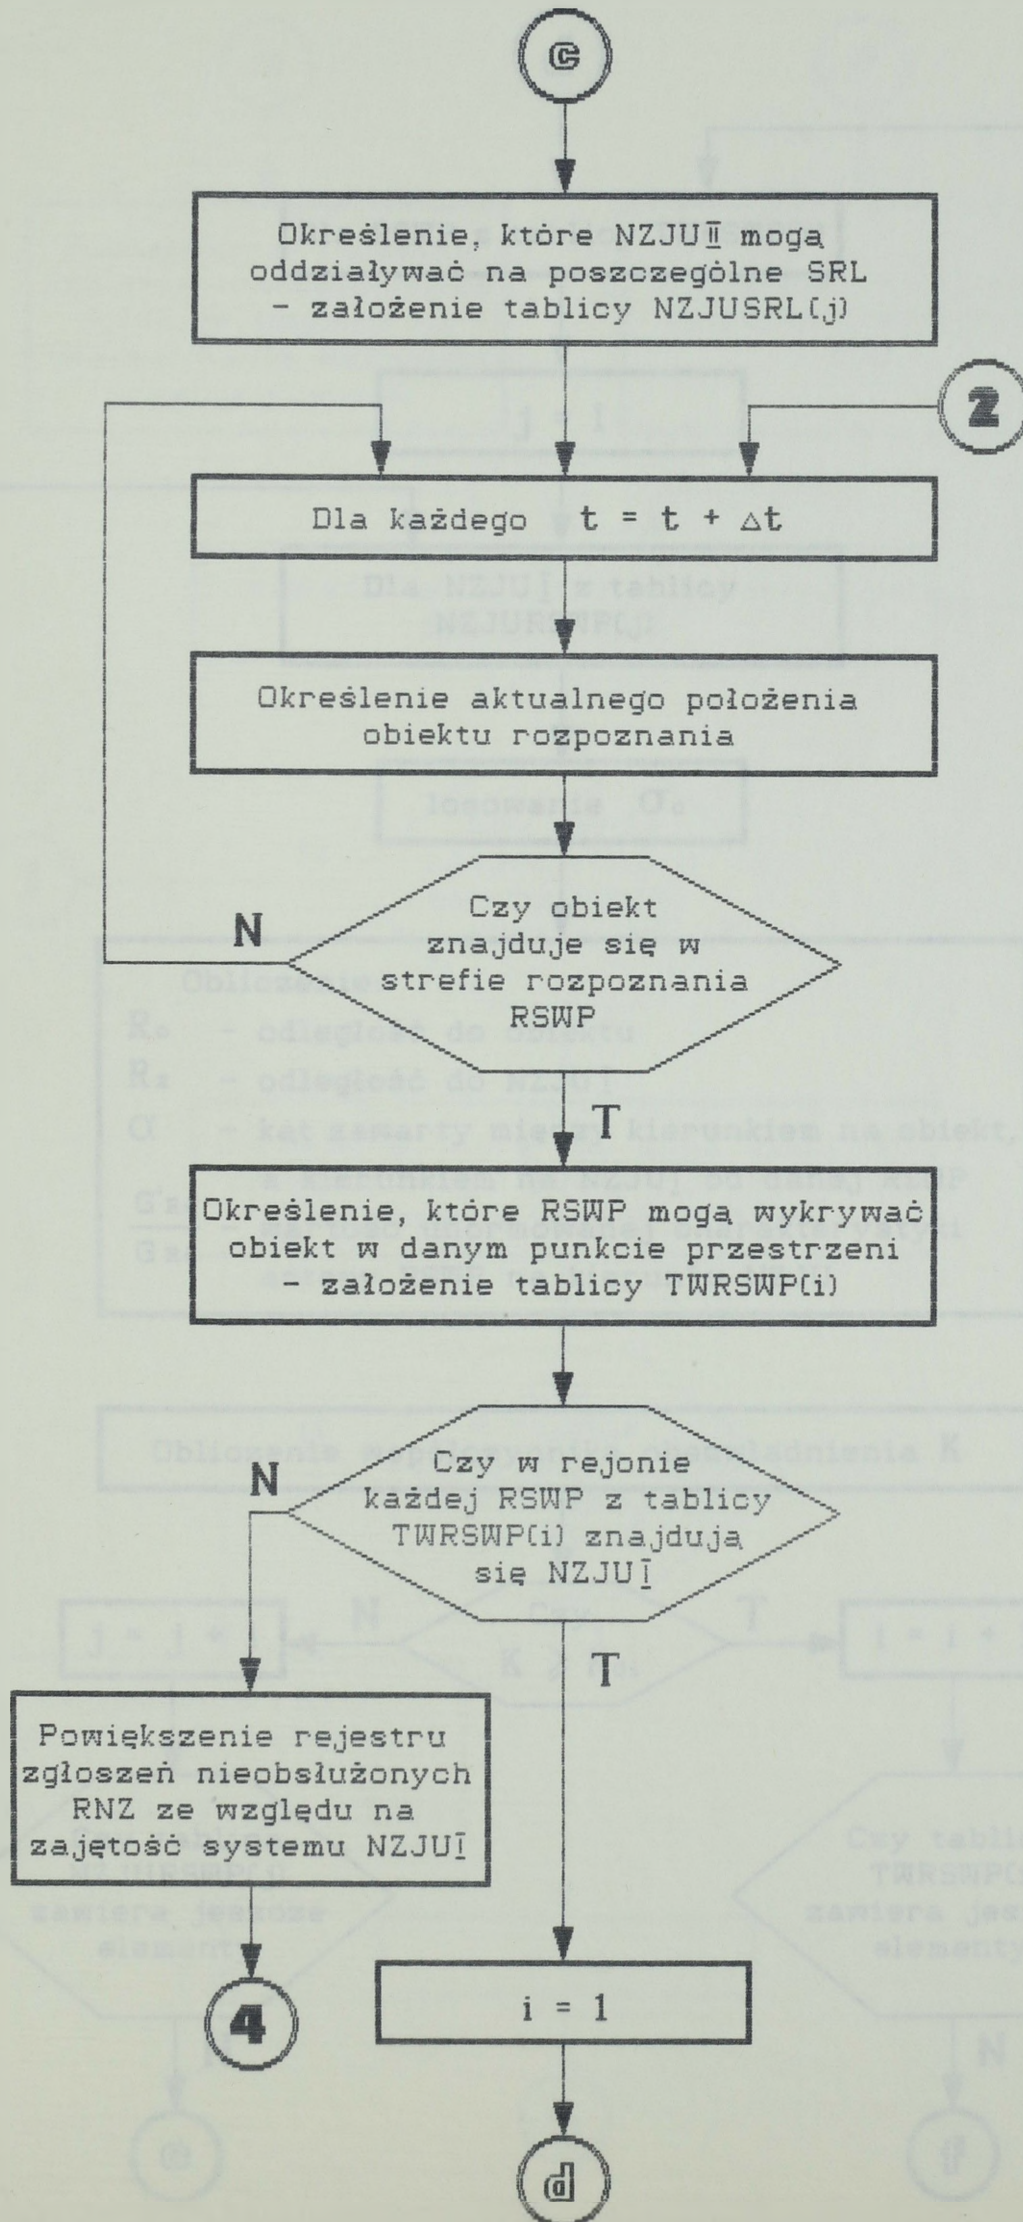 c
Określenie, które NZJUII mogą
oddziaływać na poszczególne SRL
- założenie tablicy NZJUSRL(j)
2
Dla każdego t = t + Δt
Określenie aktualnego położenia
obiektu rozpoznania
Czy obiekt
znajduje się w
strefie rozpoznania
RSWP
N
T
Określenie, które RSWP mogą wykrywać
obiekt w danym punkcie przestrzeni
- założenie tablicy TWRSWP(i)
Czy w rejonie
każdej RSWP z tablicy
TWRSWP(i) znajdują
się NZJUI
N
T
Powiększenie rejestru
zgłoszeń nieobsłużonych
RNZ ze względu na
zajętość systemu NZJUI
4
i = 1
d